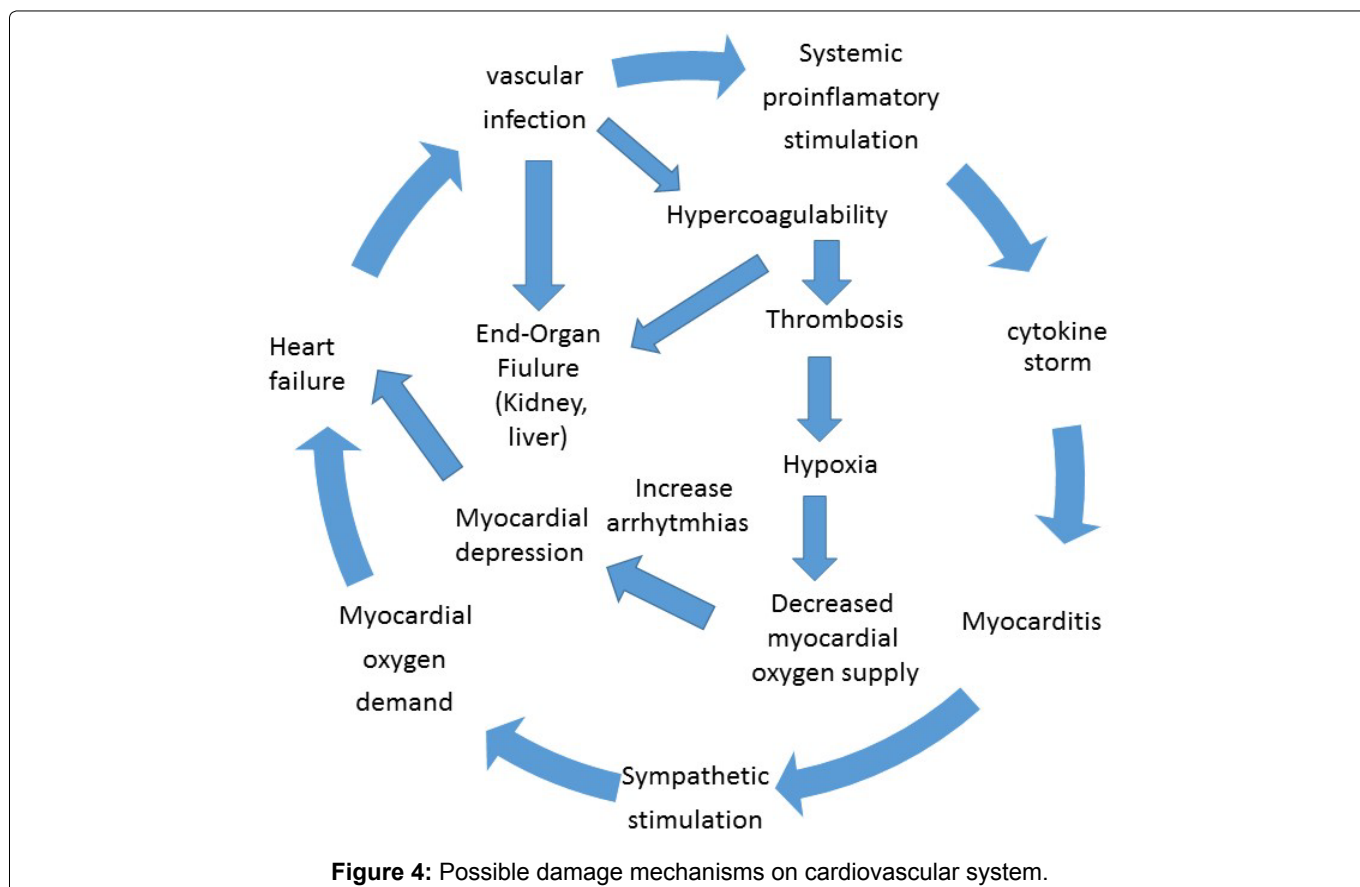 vascular
infection
Systemic
proinflamatory
stimulation
Hypercoagulability
Thrombosis
cytokine
storm
End-Organ
Fiulure
(Kidney,
liver)
Heart
failure
Hypoxia
Increase
arrhytmhias
Myocardial
depression
Decreased
myocardial
oxygen supply
Myocarditis
Myocardial
oxygen
demand
Sympathetic
stimulation
Figure 4: Possible damage mechanisms on cardiovascular system.